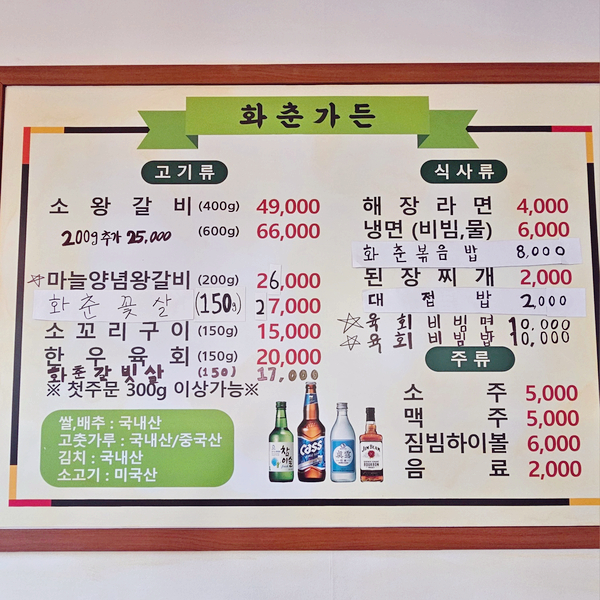 화춘가든
고기류
소 왕 갈 비 (400g) 49,000
(600g) 66,000
200g 추가 25,000
☆마늘양념왕갈비 (200g) 26,000
화 춘 꽃 살 (150g) 27,000
소꼬리구이 (150g) 15,000
한 우 육 회 (150g) 20,000
화춘갈빗살 (150) 17,000
※ 첫주문 300g 이상가능※
쌀,배추 : 국내산
고춧가루 : 국내산/중국산
김치 : 국내산
소고기 : 미국산
참이슬
cass
JIM BEAM
BOURBON
식사류
해 장 라 면 4,000
냉면 (비빔,물) 6,000
화춘볶음밥 8,000
된 장 찌 개 2,000
대 접 밥 2,000
☆육회비빔면 10,000
☆육회비빔밥 10,000
주류
소 주 5,000
맥 주 5,000
짐빔하이볼 6,000
음 료 2,000